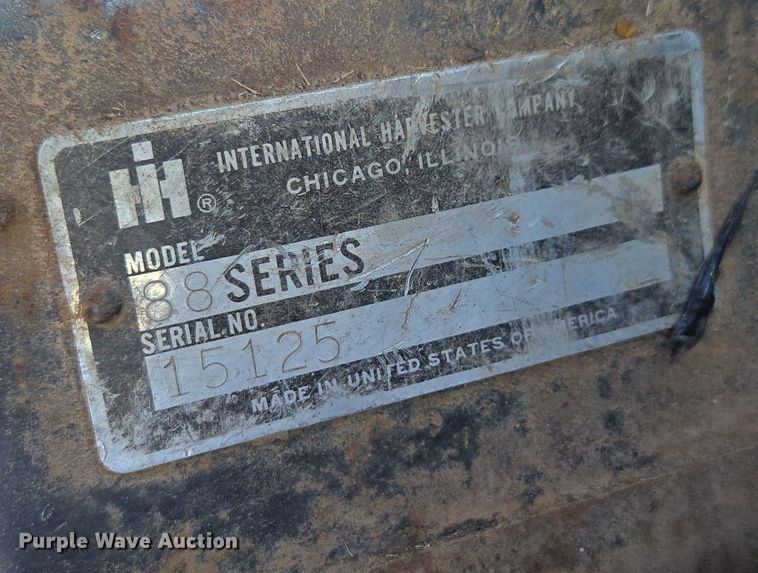 IH ®
INTERNATIONAL HARVESTER COMPANY
CHICAGO, ILLINOIS
MODEL
88 SERIES
SERIAL.NO.
15125
MADE IN UNITED STATES OF AMERICA
Purple Wave Auction